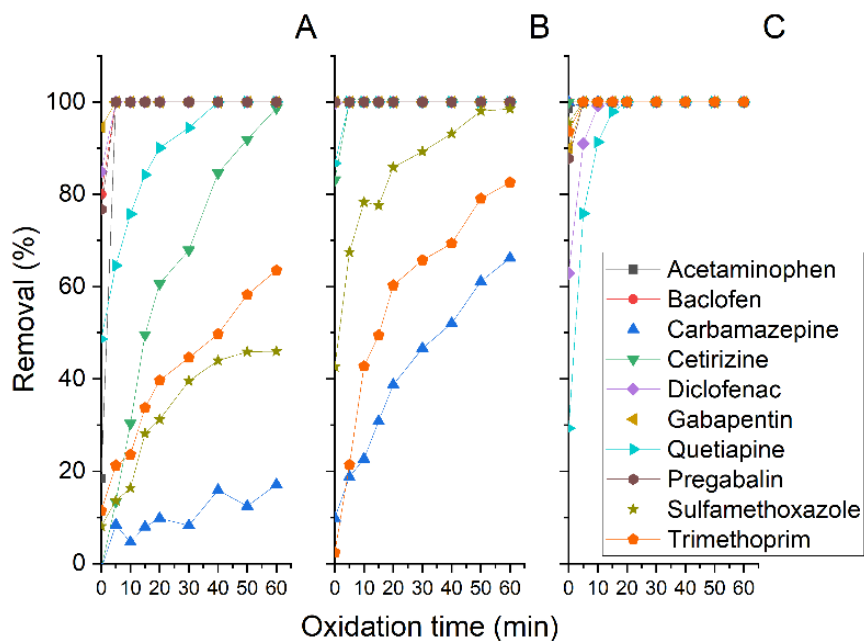 A
B
C
Removal (%)
100
80
60
40
20
0
0 10 20 30 40 50 60
0 10 20 30 40 50 60
0 10 20 30 40 50 60
Oxidation time (min)
Acetaminophen
Baclofen
Carbamazepine
Cetirizine
Diclofenac
Gabapentin
Quetiapine
Pregabalin
Sulfamethoxazole
Trimethoprim